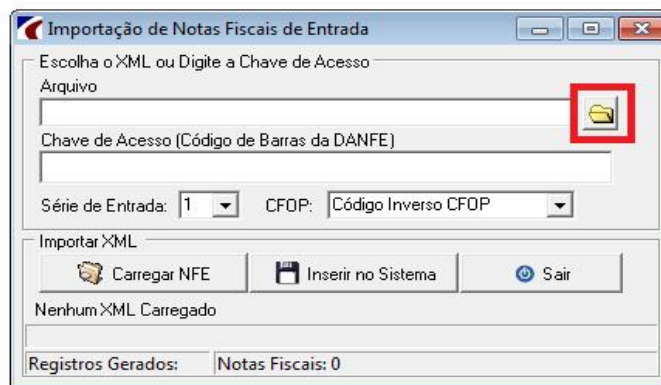 Importação de Notas Fiscais de Entrada
Escolha o XML ou Digite a Chave de Acesso
Arquivo
Chave de Acesso (Código de Barras da DANFE)
Série de Entrada: 1 CFOP: Código Inverso CFOP
Importar XML
Carregar NFE Inserir no Sistema Sair
Nenhum XML Carregado
Registros Gerados: Notas Fiscais: 0